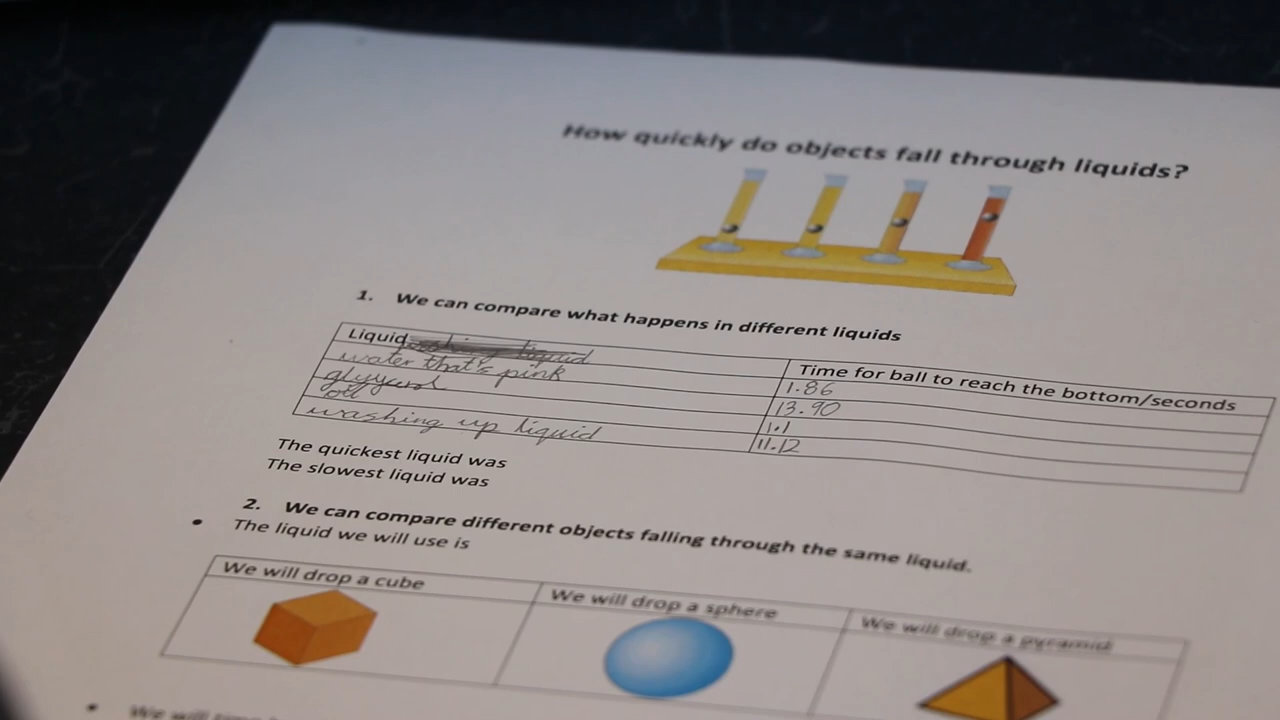 How quickly do objects fall through liquids?
1. We can compare what happens in different liquids
Liquid
Time for ball to reach the bottom/seconds
water that's pink 1.86
glycerol 13.90
oil 1.1
washing up liquid 11.12
The quickest liquid was
The slowest liquid was
2. We can compare different objects falling through the same liquid.
• The liquid we will use is
We will drop a cube
We will drop a sphere
We will drop a pyramid